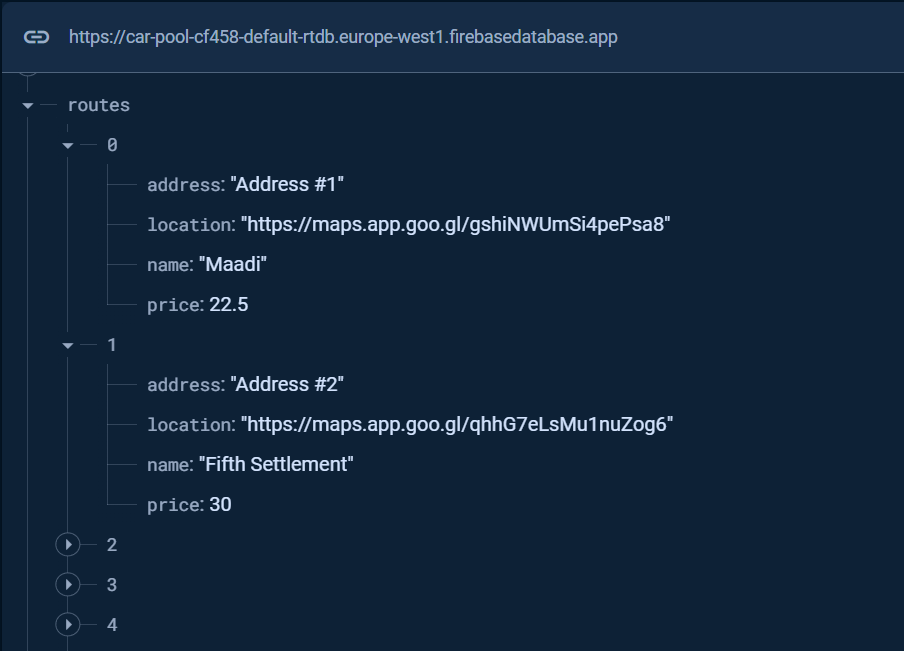 https://car-pool-cf458-default-rtdb.europe-west1.firebasedatabase.app
routes
0
address: "Address #1"
location: "https://maps.app.goo.gl/gshiNWUmSi4pePsa8"
name: "Maadi"
price: 22.5
1
address: "Address #2"
location: "https://maps.app.goo.gl/qhhG7eLsMu1nuZog6"
name: "Fifth Settlement"
price: 30
2
3
4